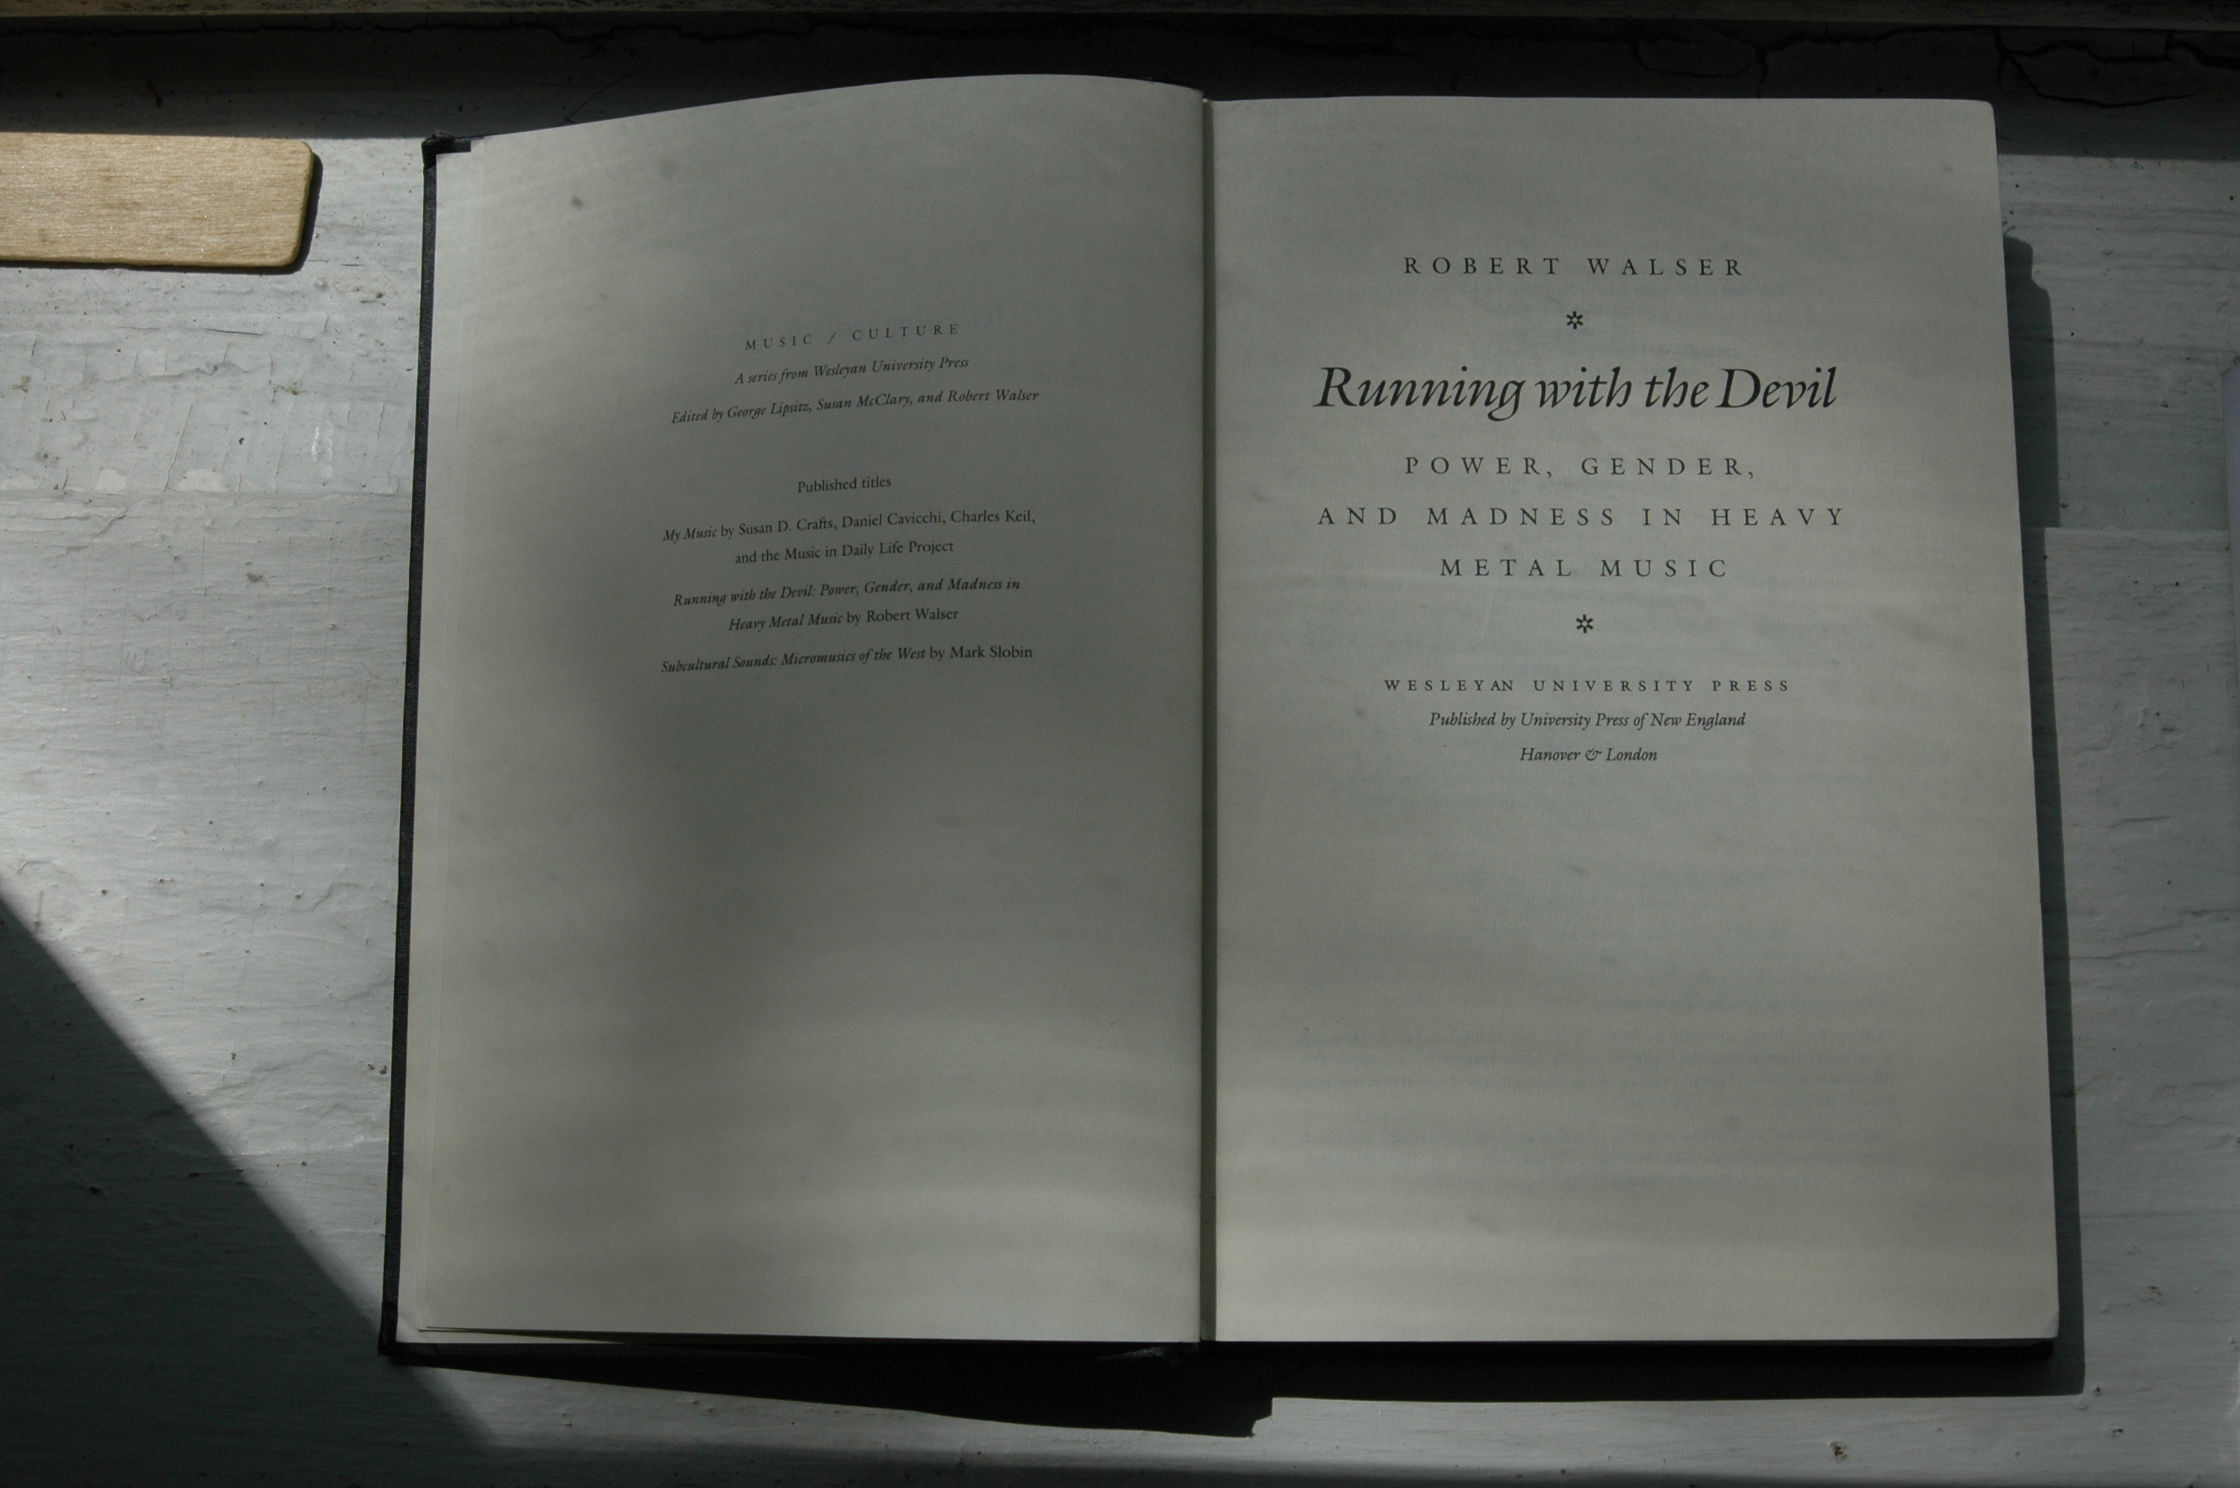 MUSIC / CULTURE
A series from Wesleyan University Press
Edited by George Lipsitz, Susan McClary, and Robert Walser
Published titles
My Music by Susan D. Crafts, Daniel Cavicchi, Charles Keil,
and the Music in Daily Life Project
Running with the Devil: Power, Gender, and Madness in
Heavy Metal Music by Robert Walser
Subcultural Sounds: Micromusics of the West by Mark Slobin
ROBERT WALSER
✲
Running with the Devil
POWER, GENDER,
AND MADNESS IN HEAVY
METAL MUSIC
✲
WESLEYAN UNIVERSITY PRESS
Published by University Press of New England
Hanover & London